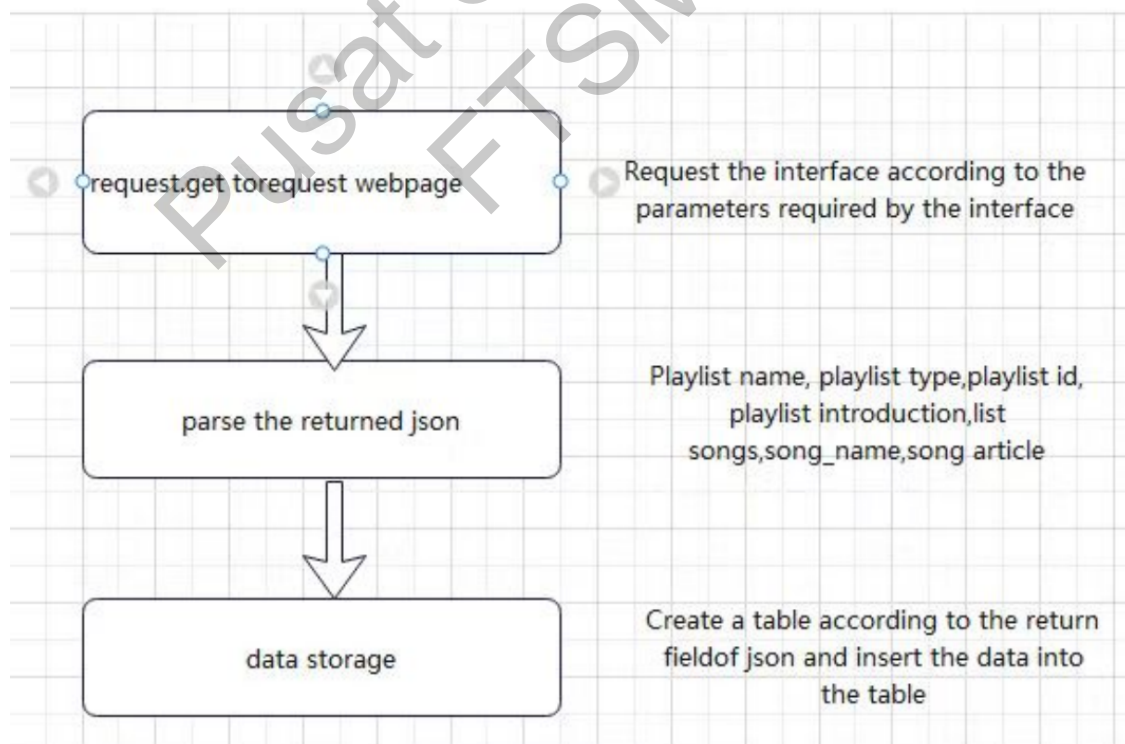 Pusat
FTSM
request.get torequest webpage
Request the interface according to the
parameters required by the interface
parse the returned json
Playlist name, playlist type,playlist id,
playlist introduction,list
songs,song_name,song article
data storage
Create a table according to the return
fieldof json and insert the data into
the table